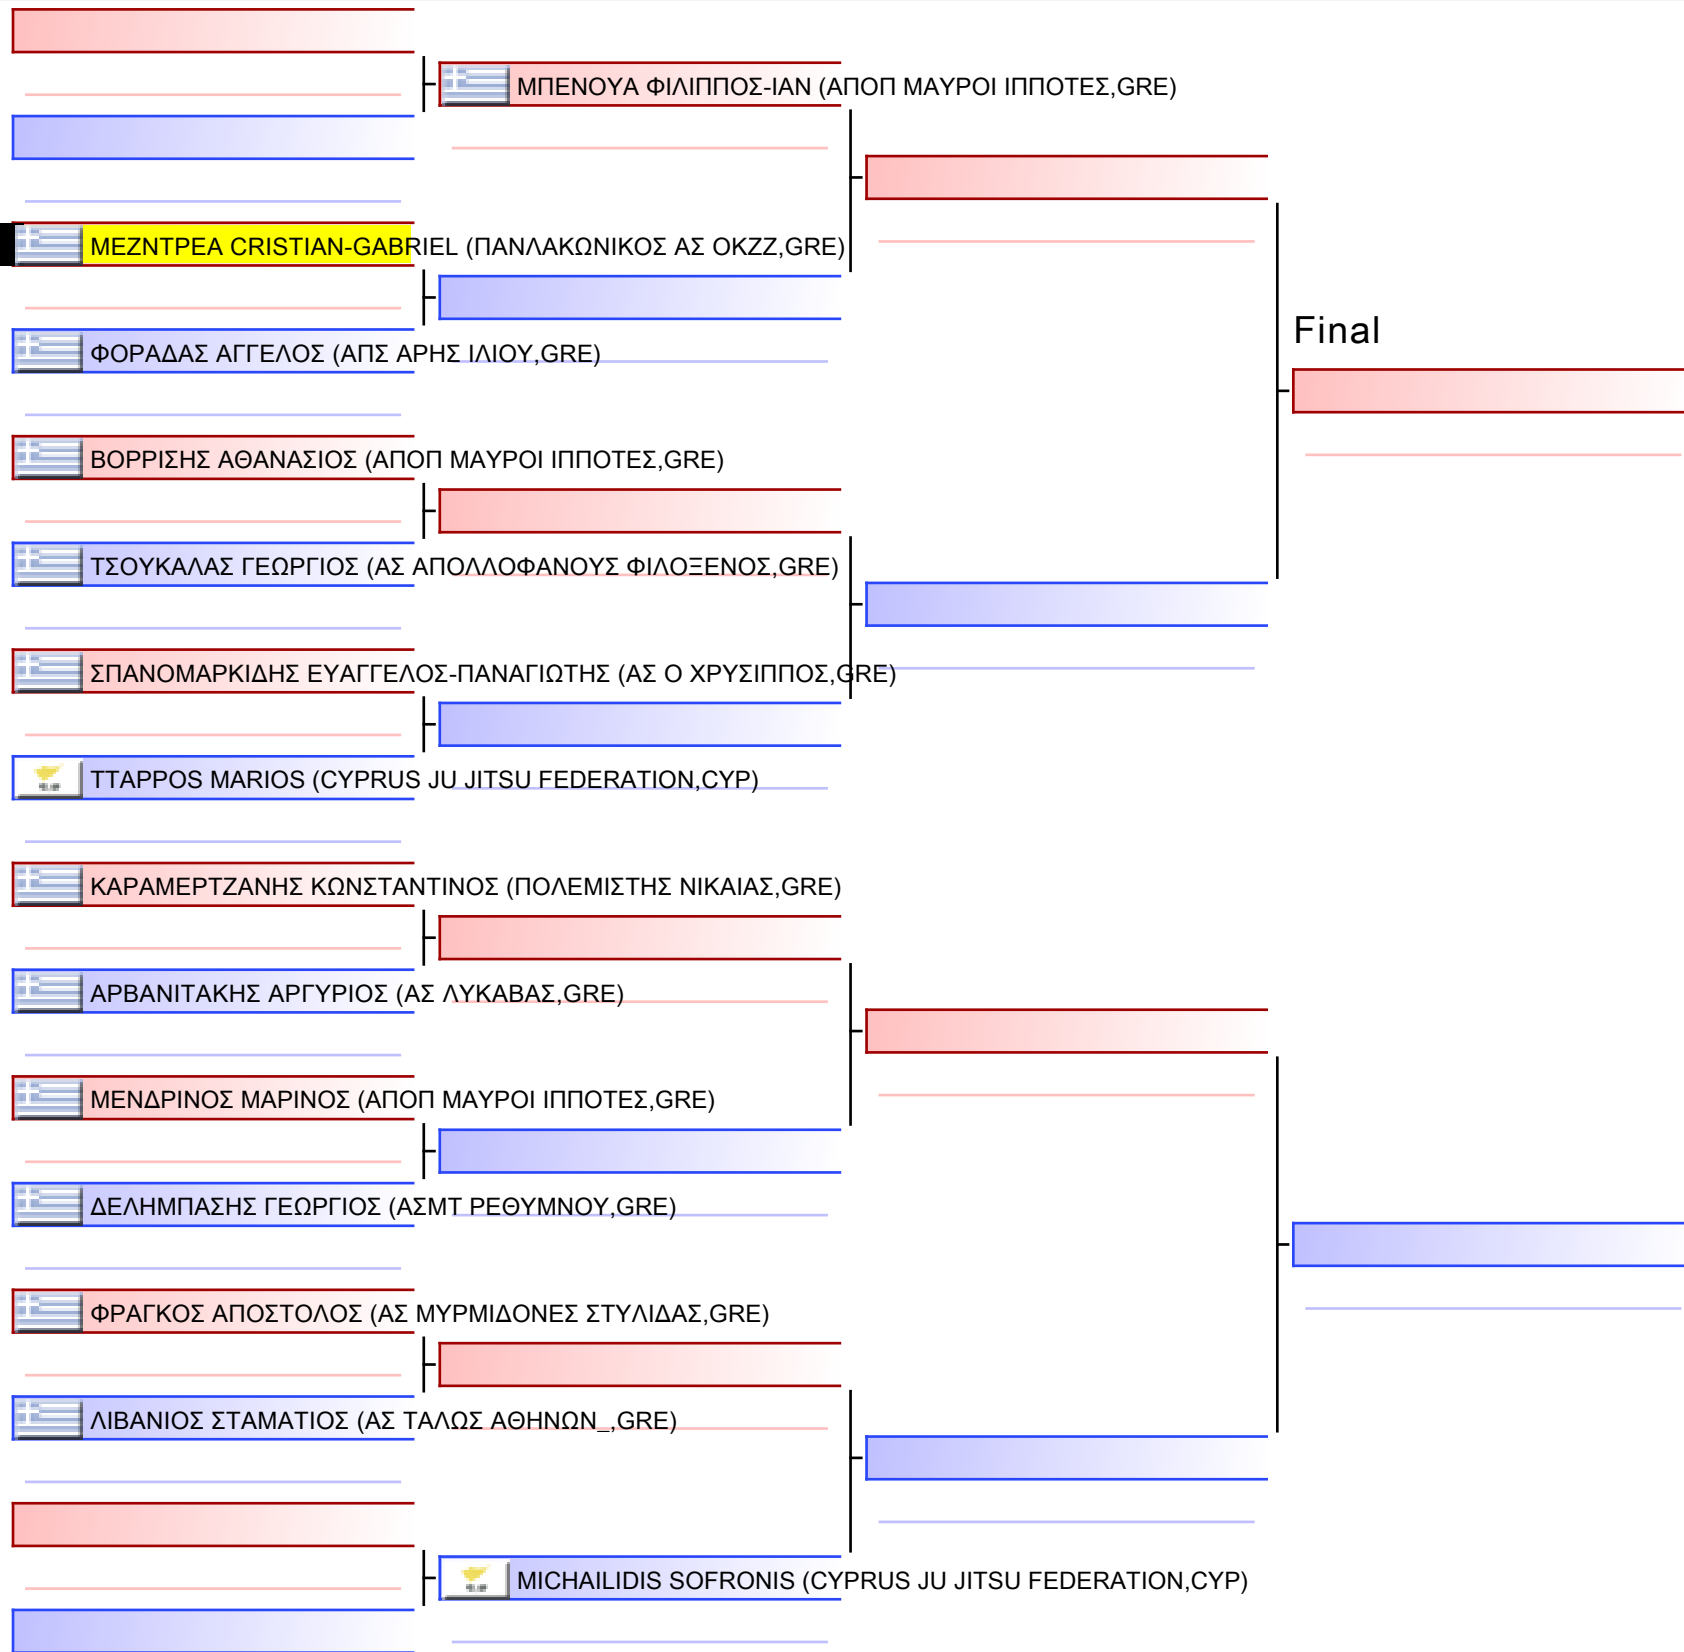 ΜΠΕΝΟΥΑ ΦΙΛΙΠΠΟΣ-ΙΑΝ (ΑΠΟΠ ΜΑΥΡΟΙ ΙΠΠΟΤΕΣ,GRE)
ΜΕΖΝΤΡΕΑ CRISTIAN-GABRIEL (ΠΑΝΛΑΚΩΝΙΚΟΣ ΑΣ ΟΚΖΖ,GRE)
Final
ΦΟΡΑΔΑΣ ΑΓΓΕΛΟΣ (ΑΠΣ ΑΡΗΣ ΙΛΙΟΥ,GRE)
ΒΟΡΡΙΣΗΣ ΑΘΑΝΑΣΙΟΣ (ΑΠΟΠ ΜΑΥΡΟΙ ΙΠΠΟΤΕΣ,GRE)
ΤΣΟΥΚΑΛΑΣ ΓΕΩΡΓΙΟΣ (ΑΣ ΑΠΟΛΛΟΦΑΝΟΥΣ ΦΙΛΟΞΕΝΟΣ,GRE)
ΣΠΑΝΟΜΑΡΚΙΔΗΣ ΕΥΑΓΓΕΛΟΣ-ΠΑΝΑΓΙΩΤΗΣ (ΑΣ Ο ΧΡΥΣΙΠΠΟΣ,GRE)
TTAPPOS MARIOS (CYPRUS JU JITSU FEDERATION,CYP)
ΚΑΡΑΜΕΡΤΖΑΝΗΣ ΚΩΝΣΤΑΝΤΙΝΟΣ (ΠΟΛΕΜΙΣΤΗΣ ΝΙΚΑΙΑΣ,GRE)
ΑΡΒΑΝΙΤΑΚΗΣ ΑΡΓΥΡΙΟΣ (ΑΣ ΛΥΚΑΒΑΣ,GRE)
ΜΕΝΔΡΙΝΟΣ ΜΑΡΙΝΟΣ (ΑΠΟΠ ΜΑΥΡΟΙ ΙΠΠΟΤΕΣ,GRE)
ΔΕΛΗΜΠΑΣΗΣ ΓΕΩΡΓΙΟΣ (ΑΣΜΤ ΡΕΘΥΜΝΟΥ,GRE)
ΦΡΑΓΚΟΣ ΑΠΟΣΤΟΛΟΣ (ΑΣ ΜΥΡΜΙΔΟΝΕΣ ΣΤΥΛΙΔΑΣ,GRE)
ΛΙΒΑΝΙΟΣ ΣΤΑΜΑΤΙΟΣ (ΑΣ ΤΑΛΩΣ ΑΘΗΝΩΝ_,GRE)
MICHAILIDIS SOFRONIS (CYPRUS JU JITSU FEDERATION,CYP)